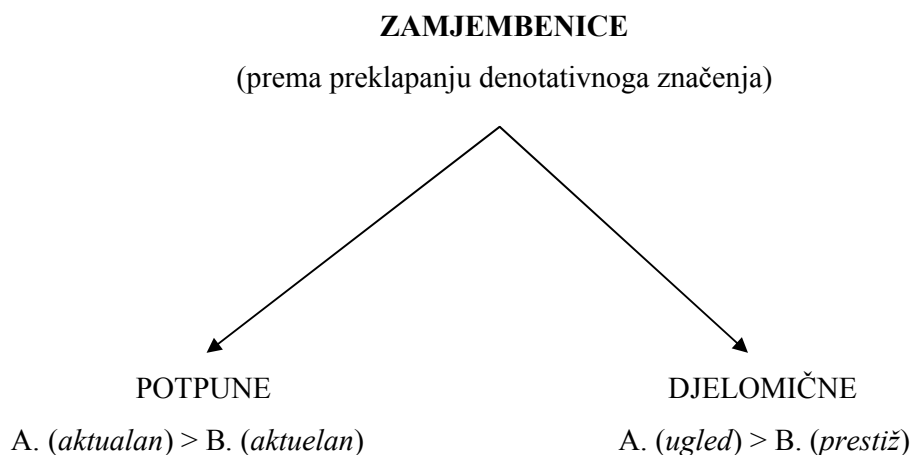 ZAMJEMBENICE
(prema preklapanju denotativnoga značenja)
POTPUNE
DJELOMIČNE
A. (aktualan) > B. (aktuelan)
A. (ugled) > B. (prestiž)